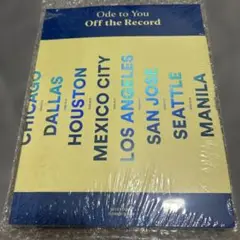 Ode to You
Off the Record
CHICAGO
DALLAS
HOUSTON
MEXICO CITY
LOS ANGELES
SAN JOSE
SEATTLE
MANILA